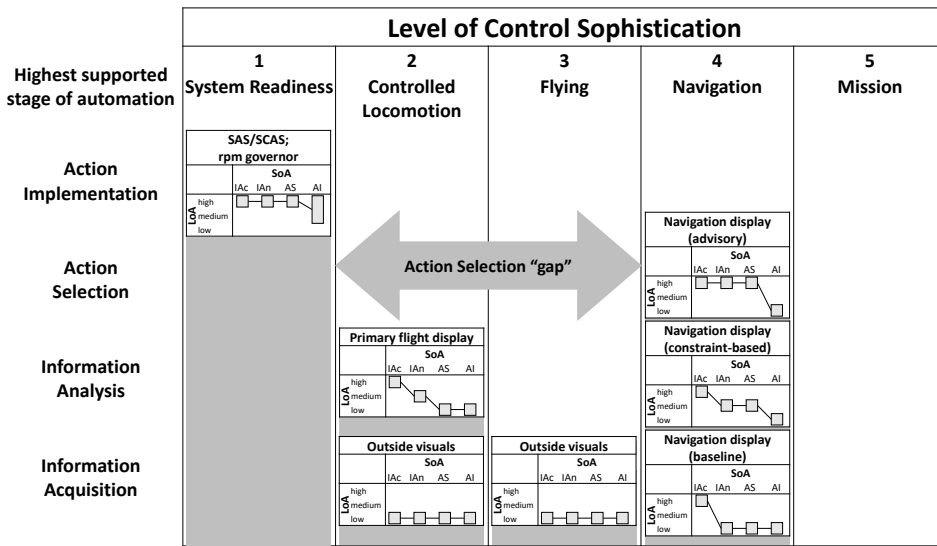 Level of Control Sophistication
Highest supported
stage of automation
1
System Readiness
2
Controlled
Locomotion
3
Flying
4
Navigation
5
Mission
Action
Implementation
SAS/SCAS;
rpm governor
SoA
IAc IAn AS AI
LoA
high
medium
low
Action
Selection
Action Selection “gap”
Navigation display
(advisory)
SoA
IAc IAn AS AI
LoA
high
medium
low
Information
Analysis
Primary flight display
SoA
IAc IAn AS AI
LoA
high
medium
low
Navigation display
(constraint-based)
SoA
IAc IAn AS AI
LoA
high
medium
low
Information
Acquisition
Outside visuals
SoA
IAc IAn AS AI
LoA
high
medium
low
Outside visuals
SoA
IAc IAn AS AI
LoA
high
medium
low
Navigation display
(baseline)
SoA
IAc IAn AS AI
LoA
high
medium
low